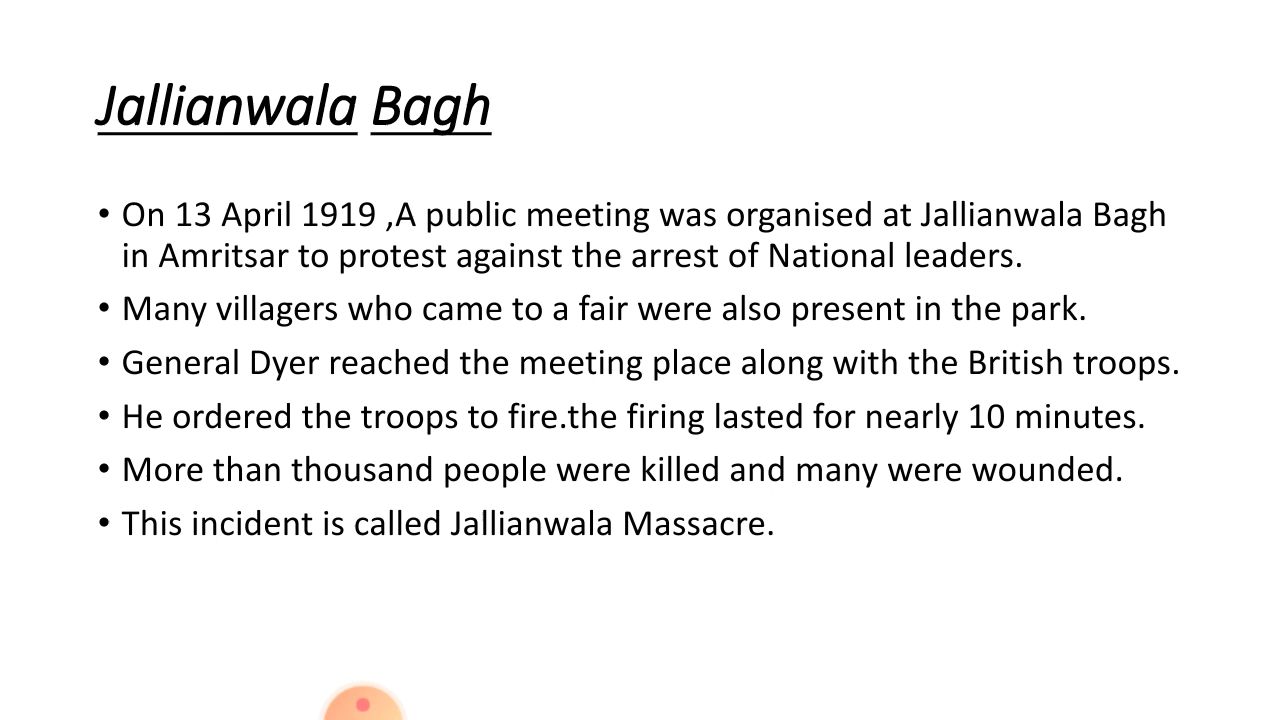 Jallianwala Bagh
• On 13 April 1919 ,A public meeting was organised at Jallianwala Bagh
in Amritsar to protest against the arrest of National leaders.
• Many villagers who came to a fair were also present in the park.
• General Dyer reached the meeting place along with the British troops.
• He ordered the troops to fire.the firing lasted for nearly 10 minutes.
• More than thousand people were killed and many were wounded.
• This incident is called Jallianwala Massacre.